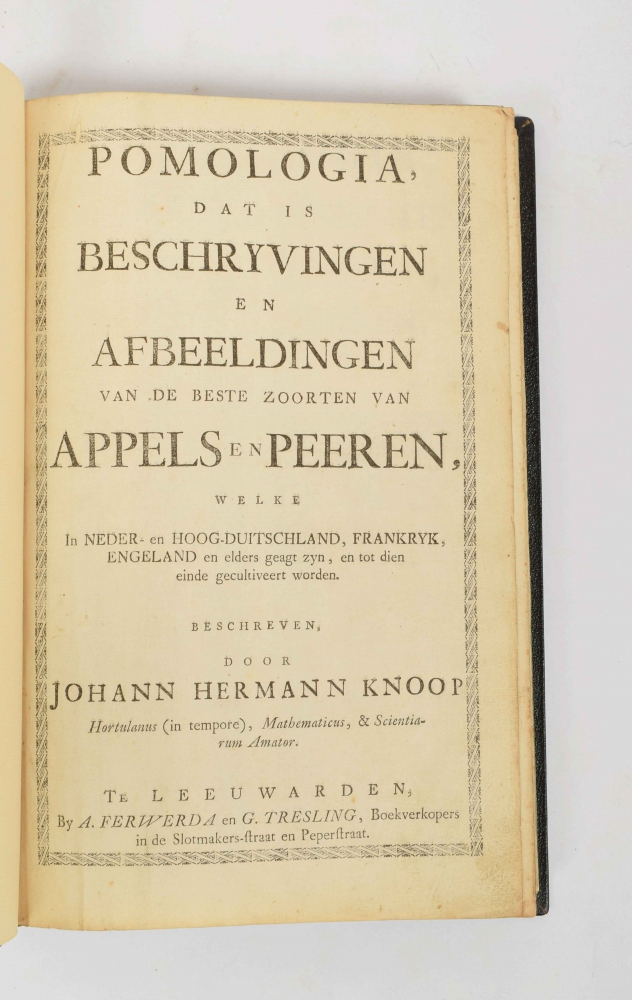 POMOLOGIA,
DAT IS
BESCHRYVINGEN
EN
AFBEELDINGEN
VAN DE BESTE ZOORTEN VAN
APPELS EN PEEREN,
WELKE
In NEDER- en HOOG-DUITSCHLAND, FRANKRYK,
ENGELAND en elders geagt zyn, en tot dien
einde gecultiveert worden.
BESCHREVEN,
DOOR
JOHANN HERMANN KNOOP
Hortulanus (in tempore), Mathematicus, & Scientia-
rum Amator.
TE LEEUWARDEN,
By A. FERWERDA en G. TRESLING, Boekverkopers
in de Slotmakers-ſtraat en Peperſtraat.